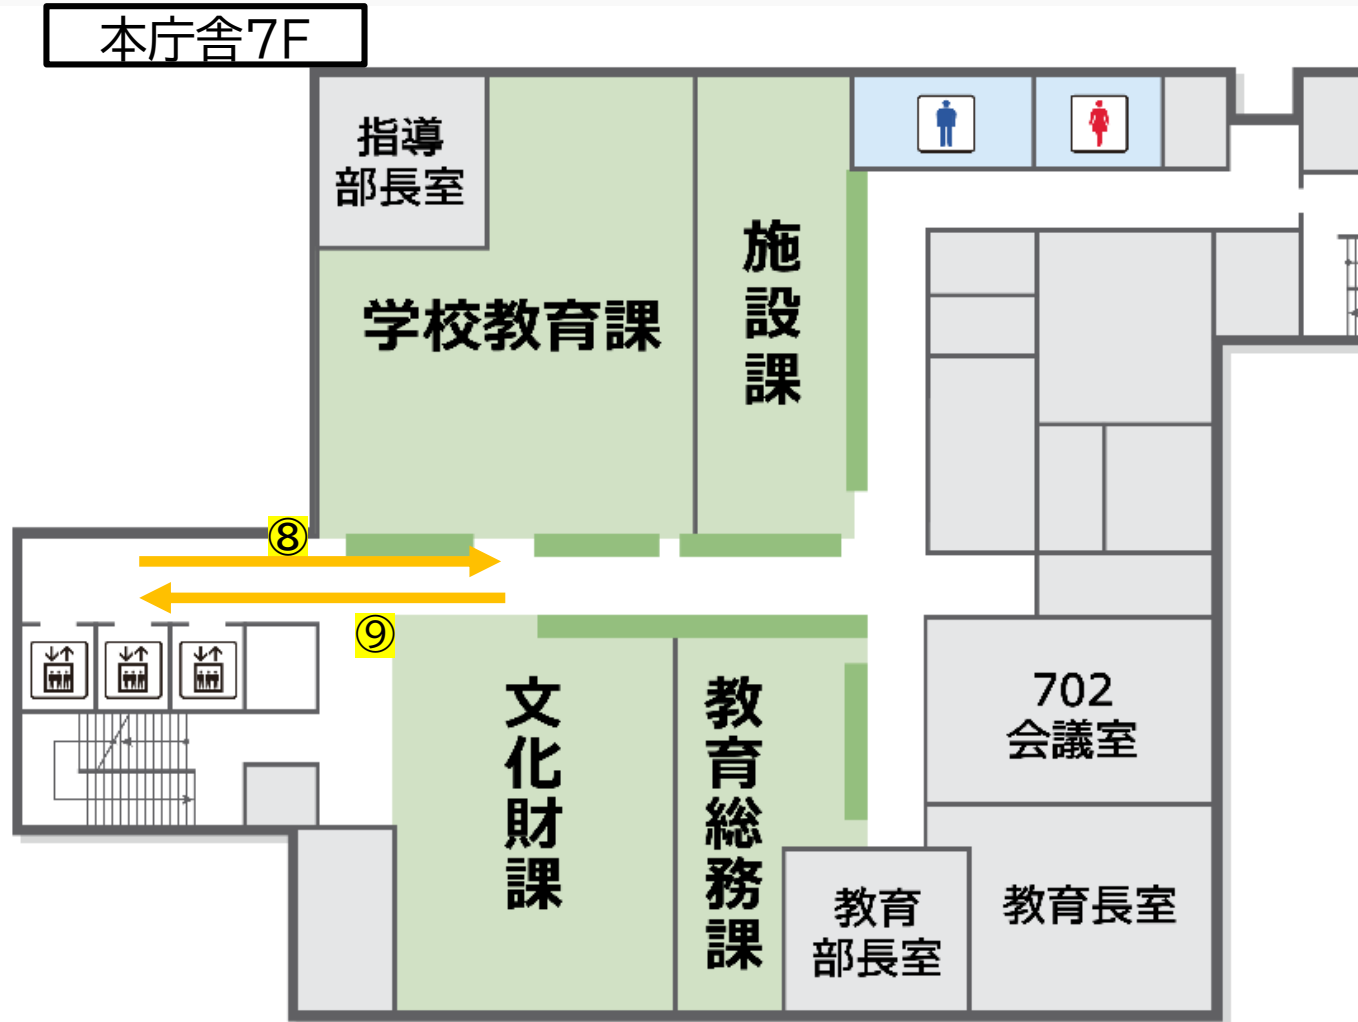 本庁舎7F
指導
部長室
学校教育課
施設課
⑧
⑨
文化財課
教育総務課
702
会議室
教育
部長室
教育長室